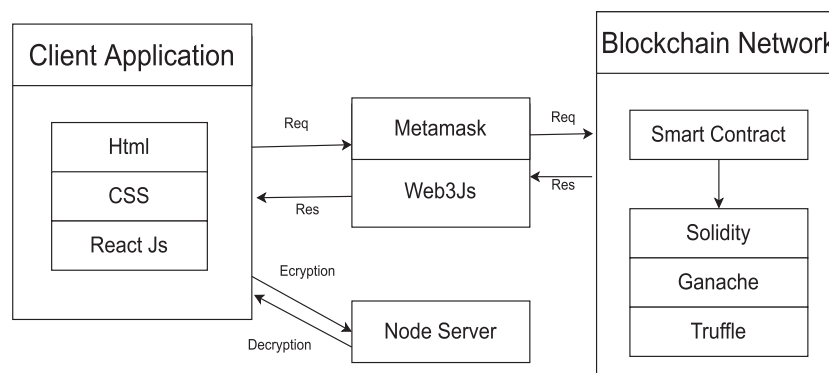 Client Application
Html
CSS
React Js
Req
Res
Metamask
Web3Js
Req
Res
Ecryption
Decryption
Node Server
Blockchain Network
Smart Contract
Solidity
Ganache
Truffle